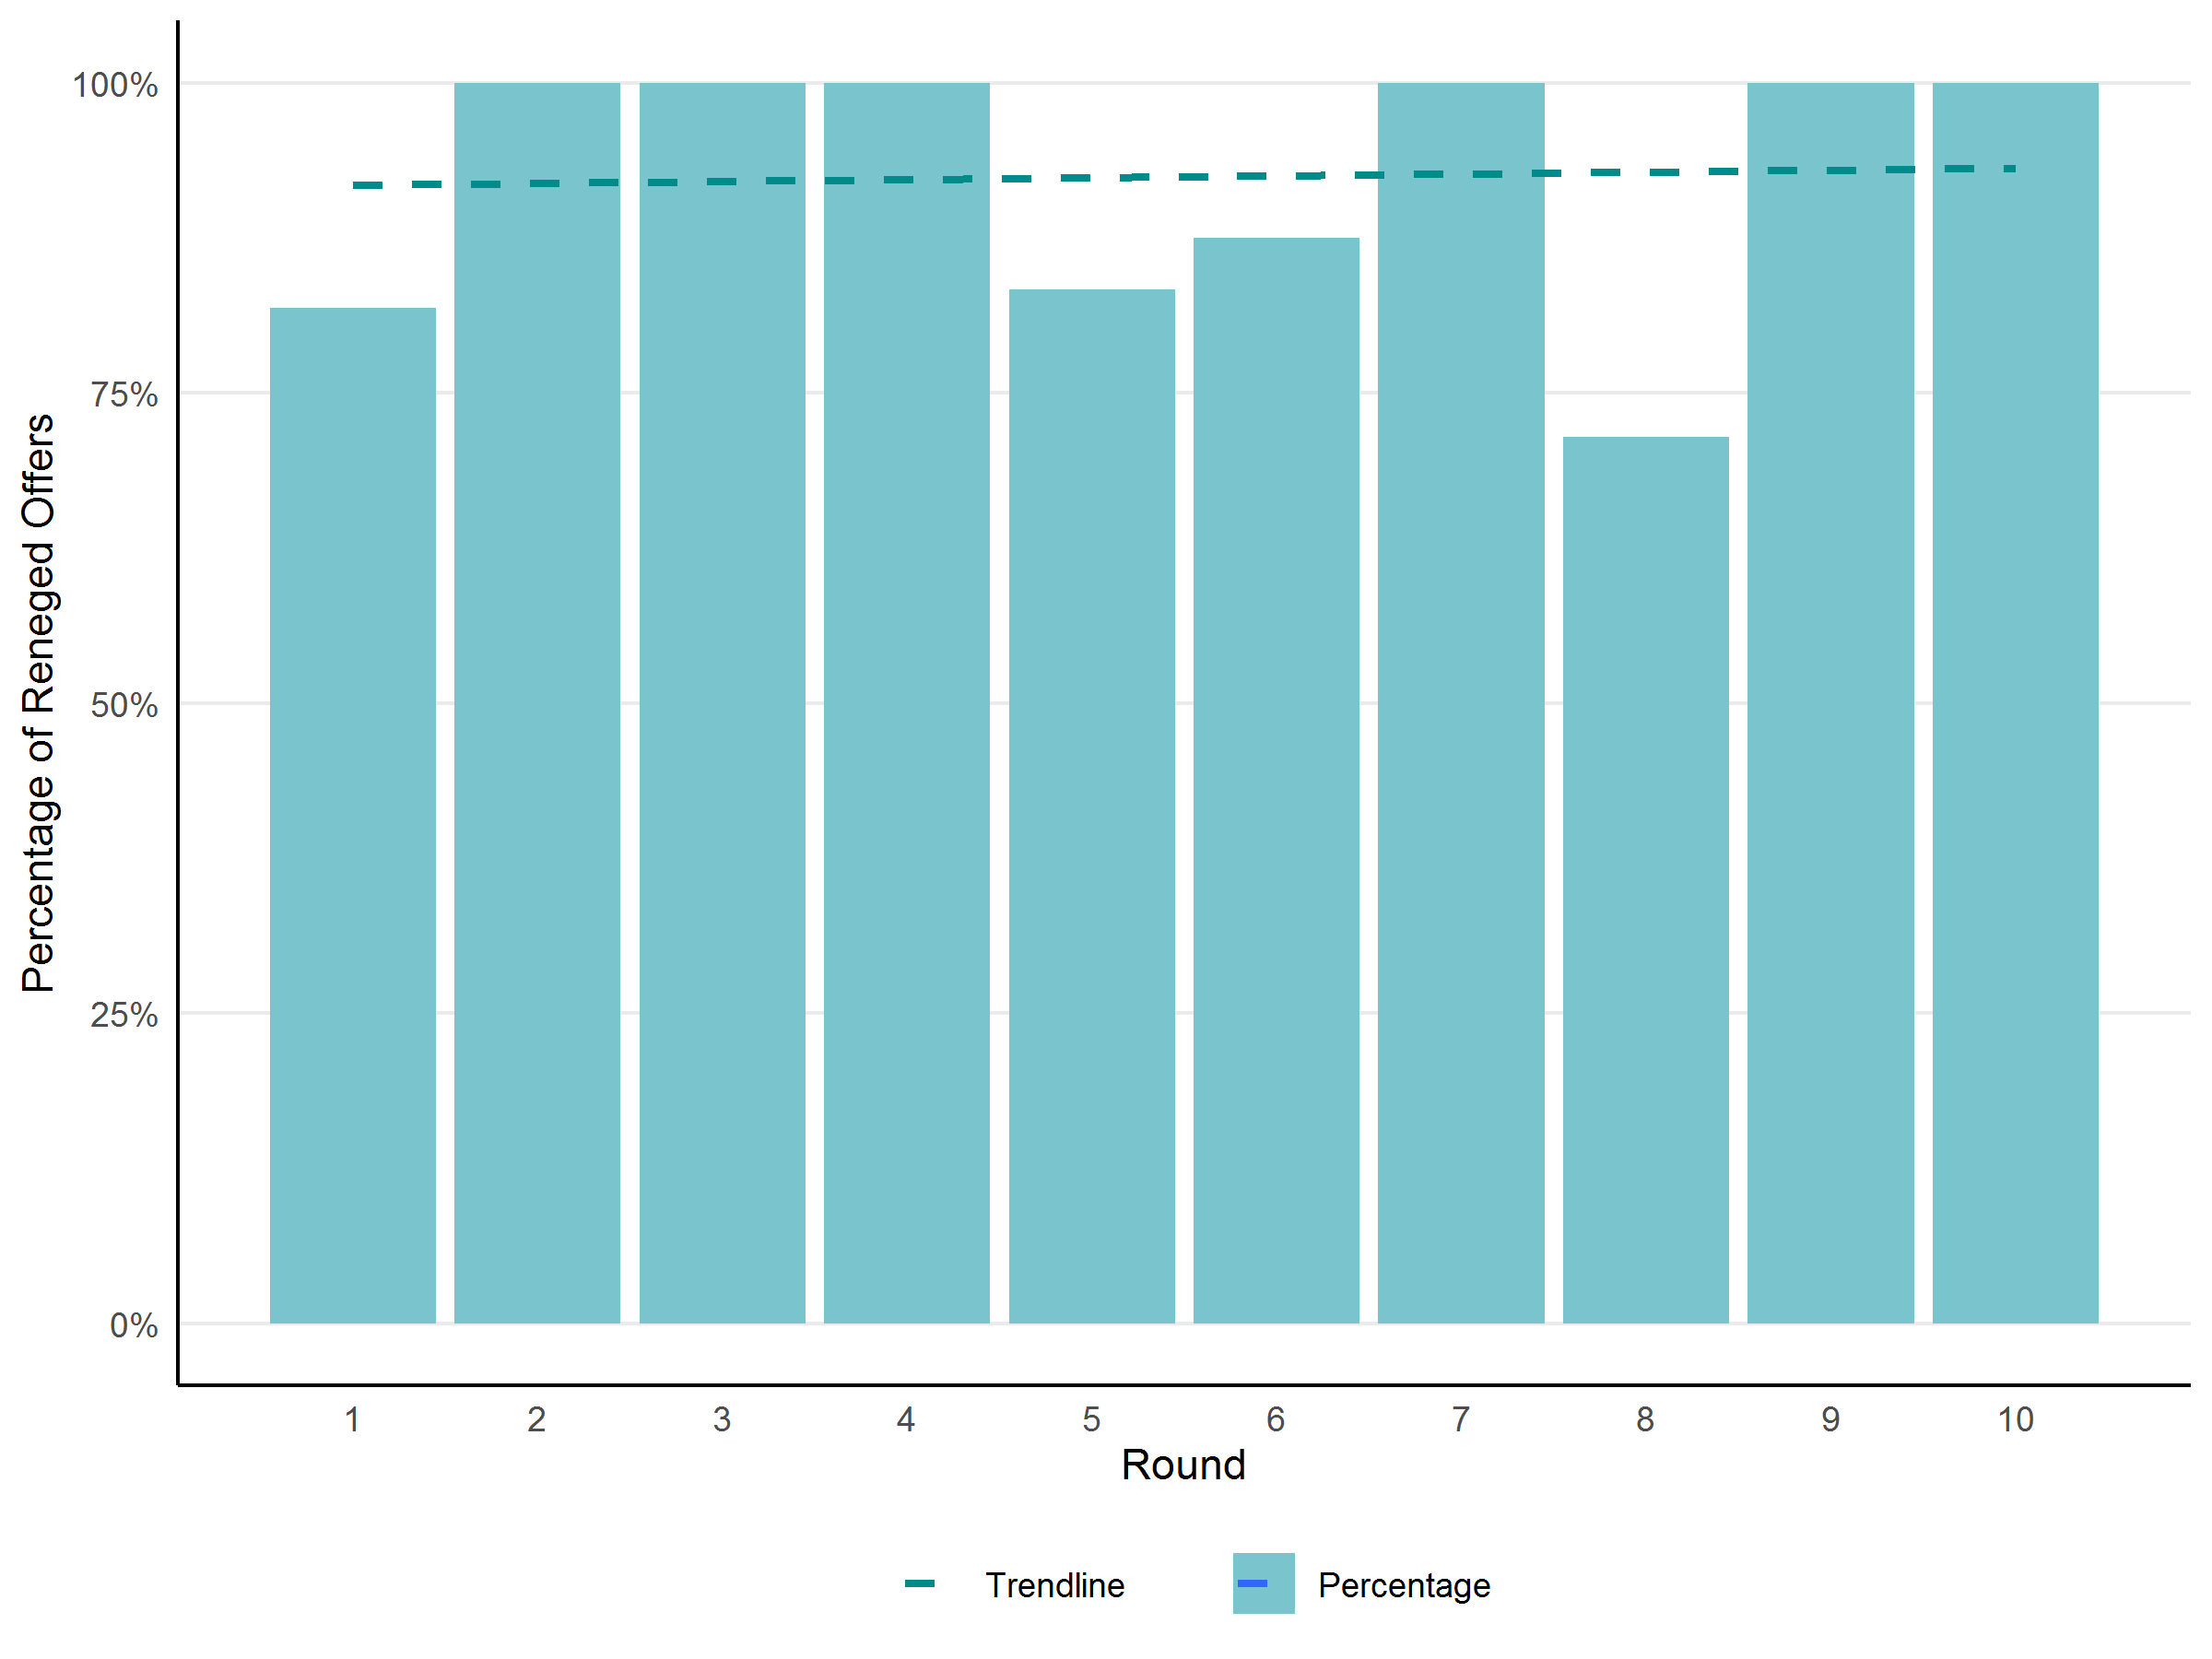 Percentage of Reneged Offers
100%
75%
50%
25%
0%
1 2 3 4 5 6 7 8 9 10
Round
Trendline Percentage